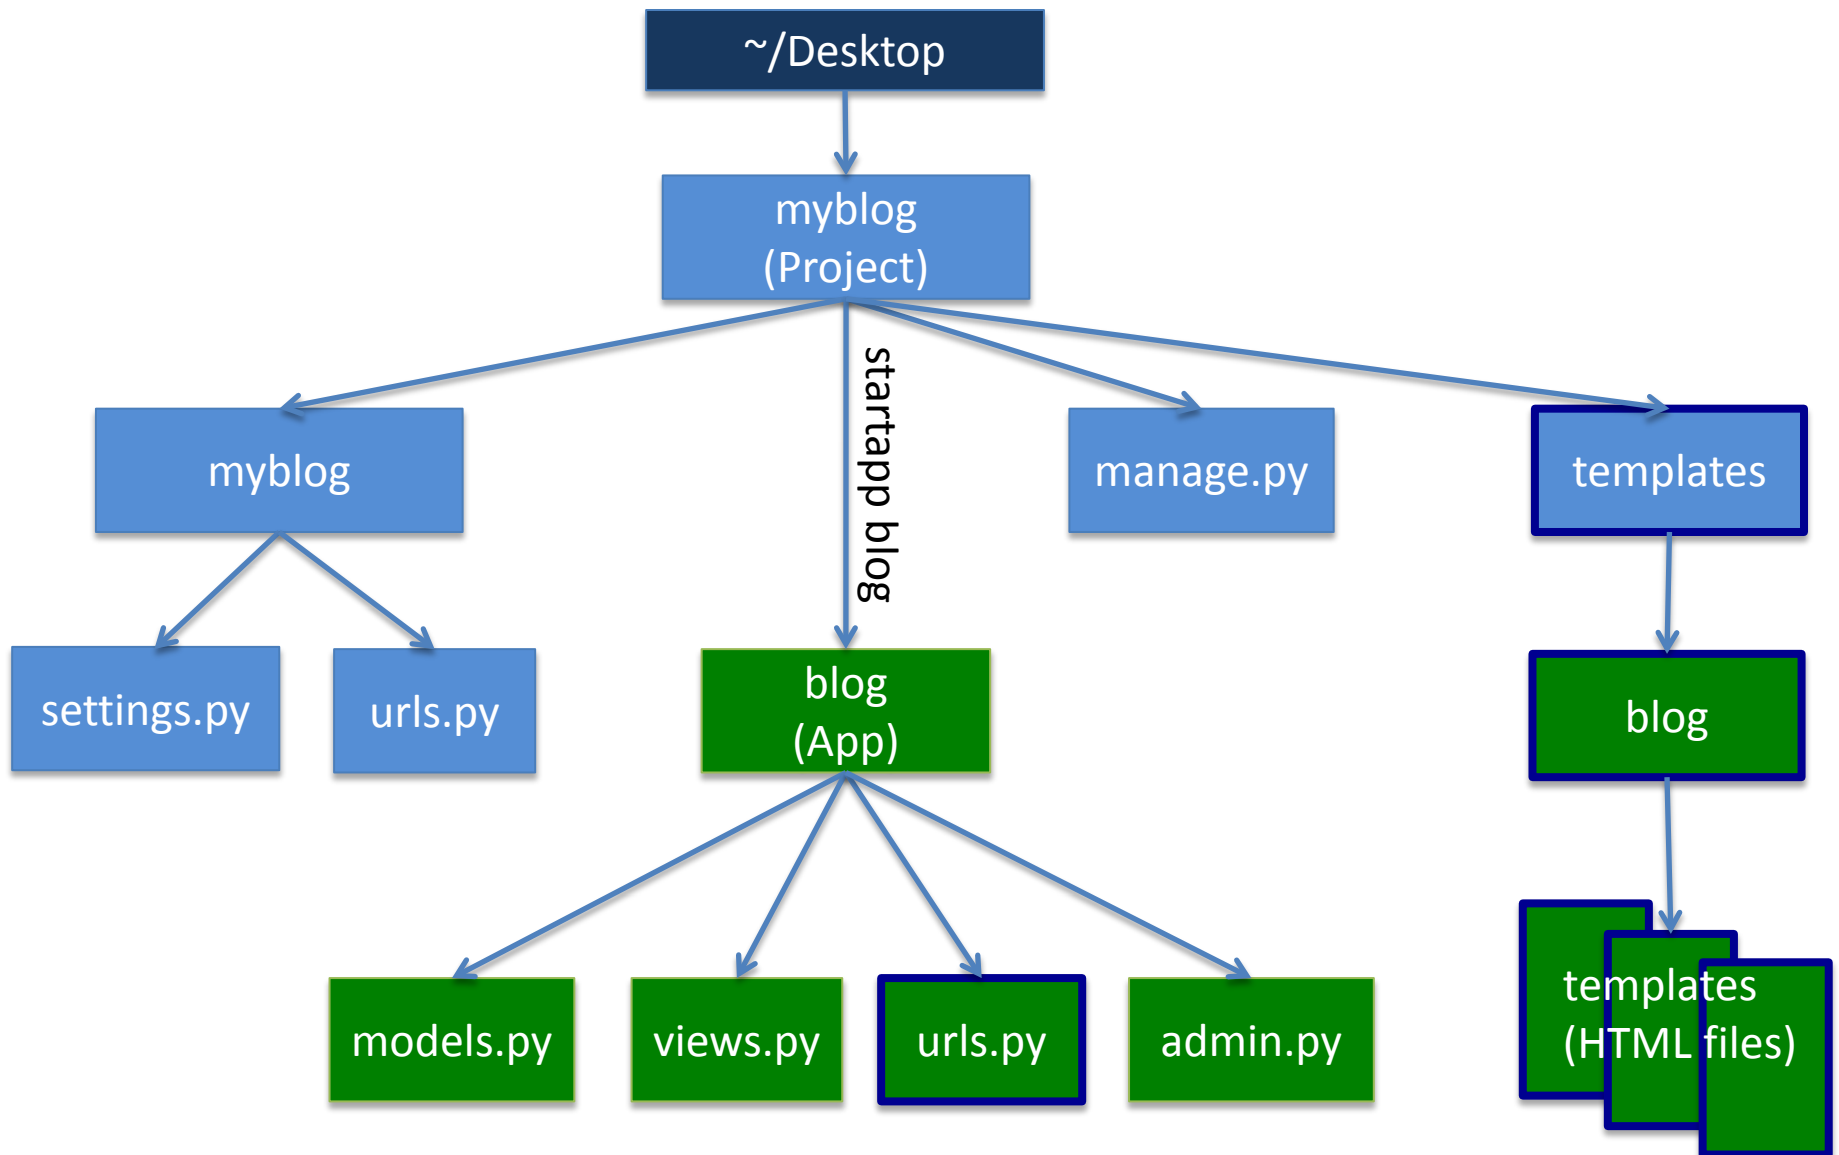 ~/Desktop
myblog
(Project)
startapp blog
myblog
manage.py
templates
settings.py
urls.py
blog
(App)
blog
models.py
views.py
urls.py
admin.py
templates
(HTML files)